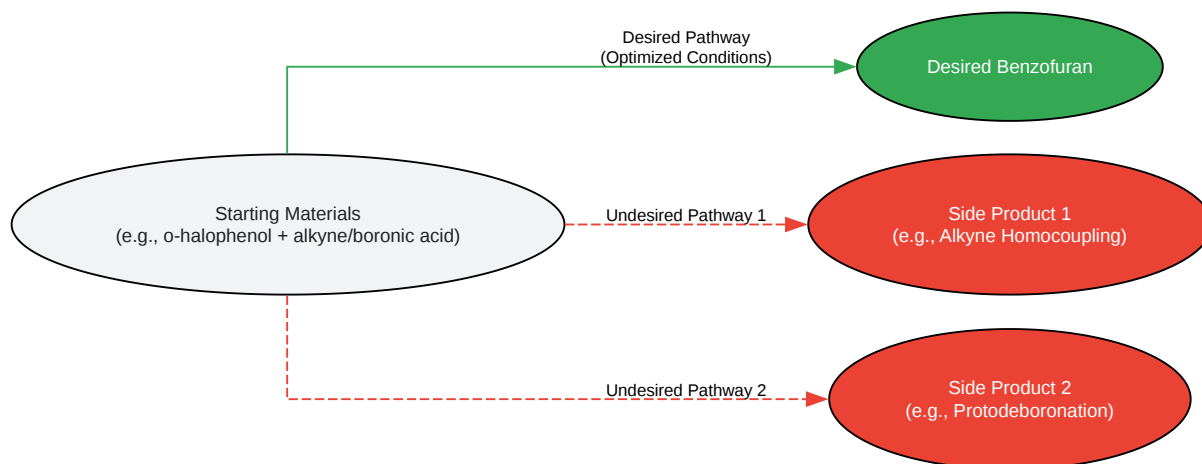 Desired Pathway
(Optimized Conditions)
Desired Benzofuran
Starting Materials
(e.g., o-halophenol + alkyne/boronic acid)
Undesired Pathway 1
Side Product 1
(e.g., Alkyne Homocoupling)
Undesired Pathway 2
Side Product 2
(e.g., Protodeboronation)